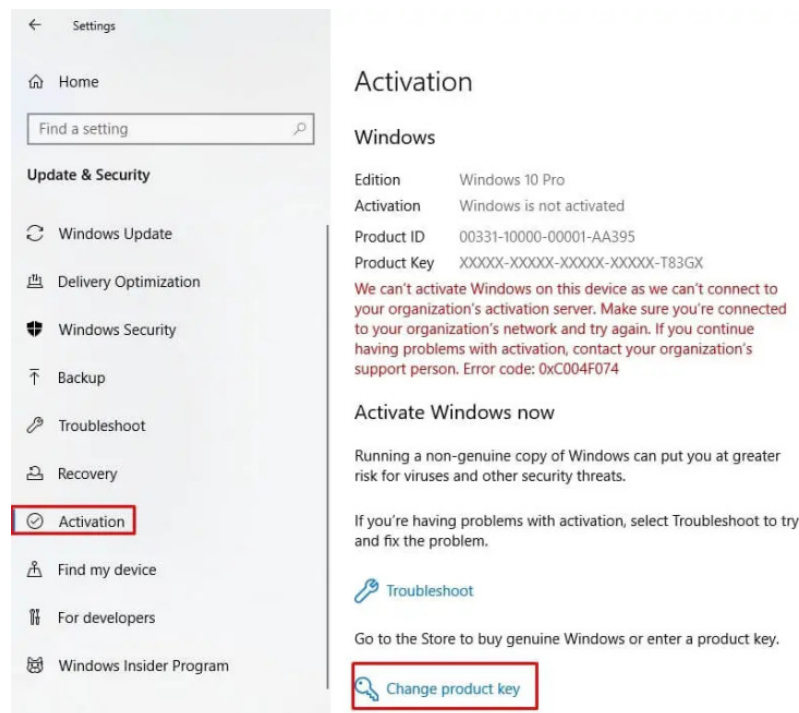 Settings
Home
Find a setting
Update & Security
Windows Update
Delivery Optimization
Windows Security
Backup
Troubleshoot
Recovery
Activation
Find my device
For developers
Windows Insider Program
Activation
Windows
Edition Windows 10 Pro
Activation Windows is not activated
Product ID 00331-10000-00001-AA395
Product Key XXXXX-XXXXX-XXXXX-XXXXX-T83GX
We can't activate Windows on this device as we can't connect to
your organization's activation server. Make sure you're connected
to your organization's network and try again. If you continue
having problems with activation, contact your organization's
support person. Error code: 0xC004F074
Activate Windows now
Running a non-genuine copy of Windows can put you at greater
risk for viruses and other security threats.
If you're having problems with activation, select Troubleshoot to try
and fix the problem.
Troubleshoot
Go to the Store to buy genuine Windows or enter a product key.
Change product key